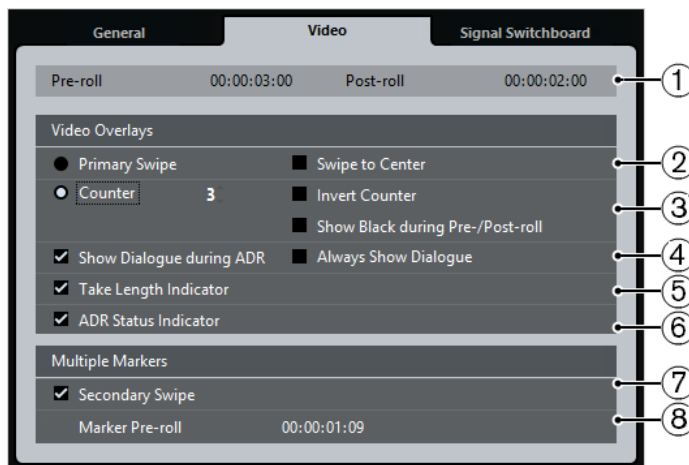 General Video Signal Switchboard
Pre-roll 00:00:03:00 Post-roll 00:00:02:00 1
Video Overlays
Primary Swipe Swipe to Center 2
Counter 3 Invert Counter 3
Show Black during Pre-/Post-roll
Show Dialogue during ADR Always Show Dialogue 4
Take Length Indicator 5
ADR Status Indicator 6
Multiple Markers
Secondary Swipe 7
Marker Pre-roll 00:00:01:09 8